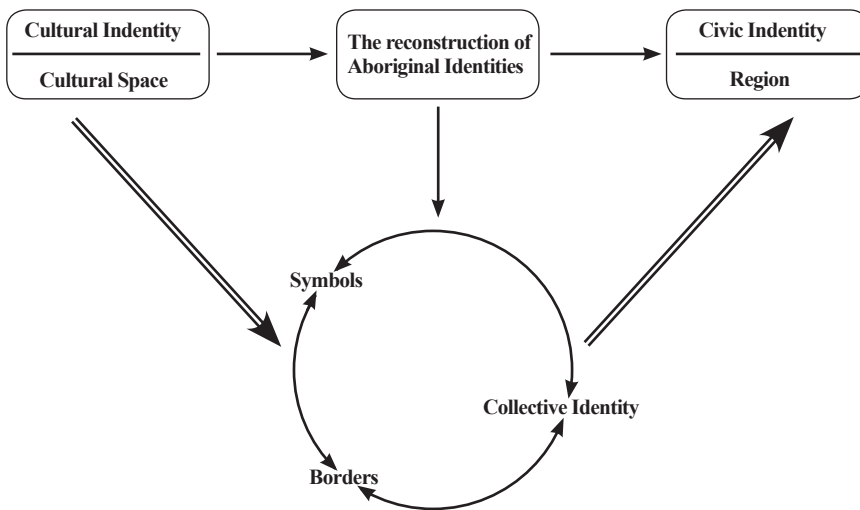 Cultural Indentity
Cultural Space
The reconstruction of
Aboriginal Identities
Civic Indentity
Region
Symbols
Collective Identity
Borders